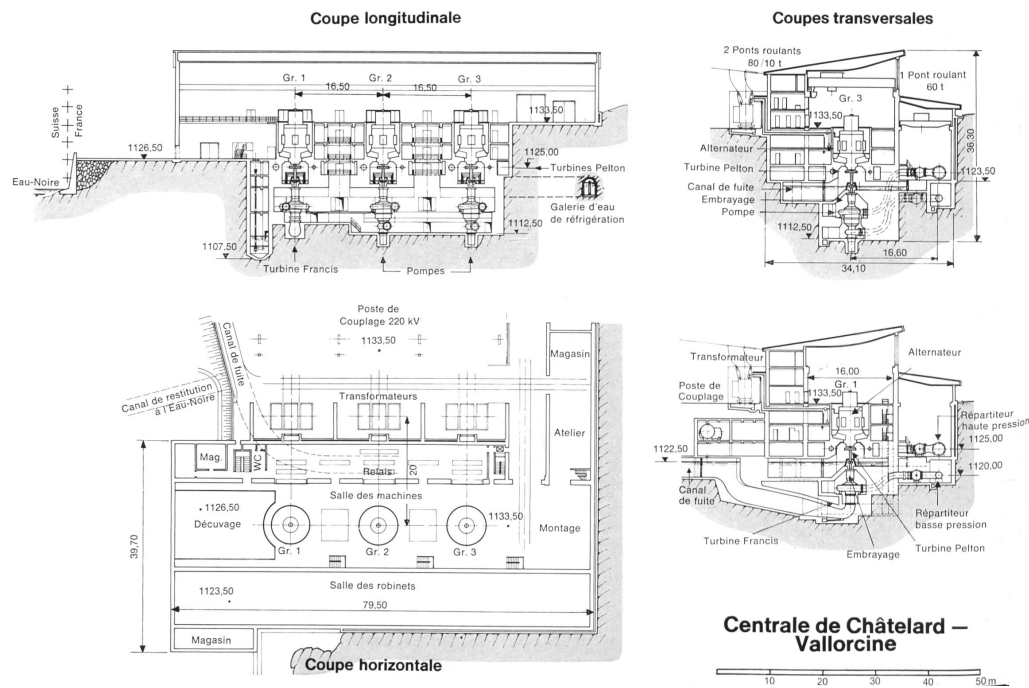 Coupe longitudinale
Gr. 1
Gr. 2
Gr. 3
16,50
16,50
Suisse
France
1133,50
1126,50
1125,00
Turbines Pelton
Eau-Noire
Galerie d'eau
de réfrigération
1112,50
1107,50
Turbine Francis
Pompes
Coupes transversales
2 Ponts roulants
80/10 t
1 Pont roulant
60 t
Gr. 3
1133,50
Alternateur
Turbine Pelton
Canal de fuite
Embrayage
Pompe
36,30
1123,50
1112,50
16,60
34,10
Poste de
Couplage 220 kV
1133,50
Canal de
fuite
Canal de restitution
à l'Eau-Noire
Magasin
Transformateurs
Atelier
Mag.
WC
Relais
20
Salle des machines
1126,50
Décuvage
1133,50
Montage
Gr. 1
Gr. 2
Gr. 3
39,70
Salle des robinets
1123,50
79,50
Magasin
Coupe horizontale
Transformateur
Alternateur
16,00
Gr. 1
1133,50
Poste de
Couplage
Répartiteur
haute pression
1125,00
1122,50
1120,00
Canal
de fuite
Répartiteur
basse pression
Turbine Francis
Turbine Pelton
Embrayage
Centrale de Châtelard –
Vallorcine
10 20 30 40 50 m